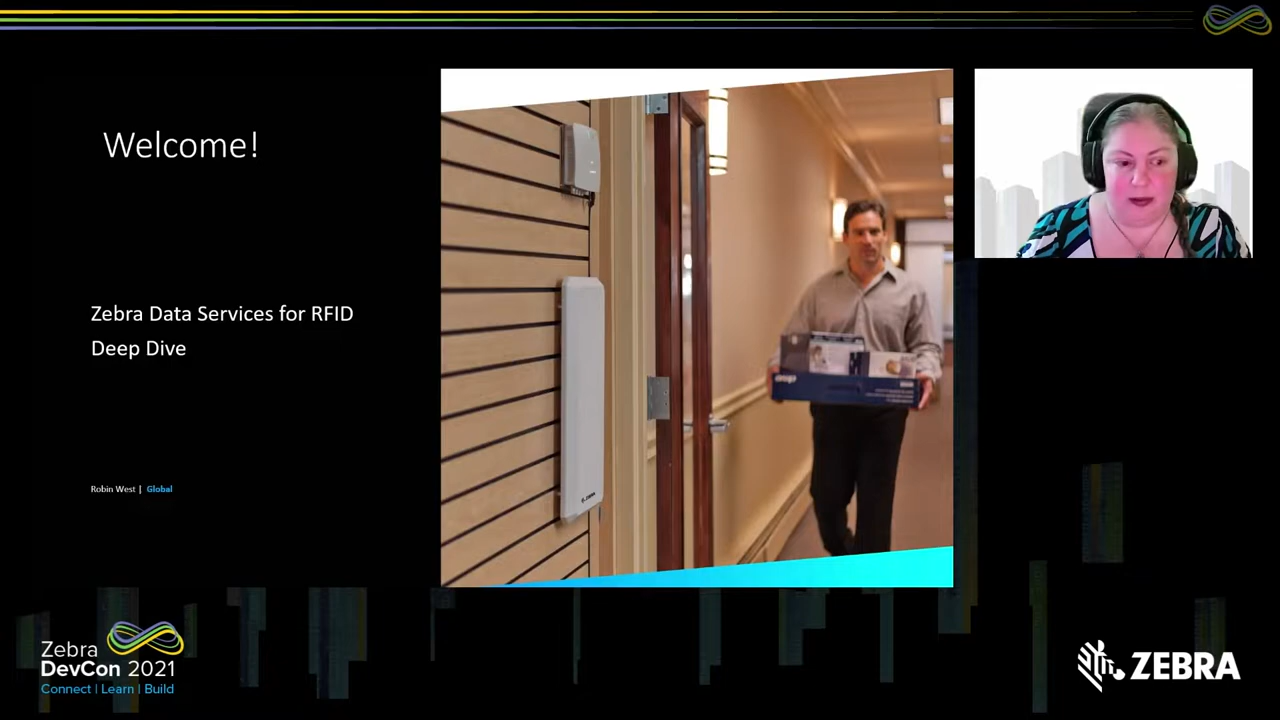 Welcome!
Zebra Data Services for RFID
Deep Dive
Robin West | Global
Zebra
DevCon 2021
Connect | Learn | Build
ZEBRA